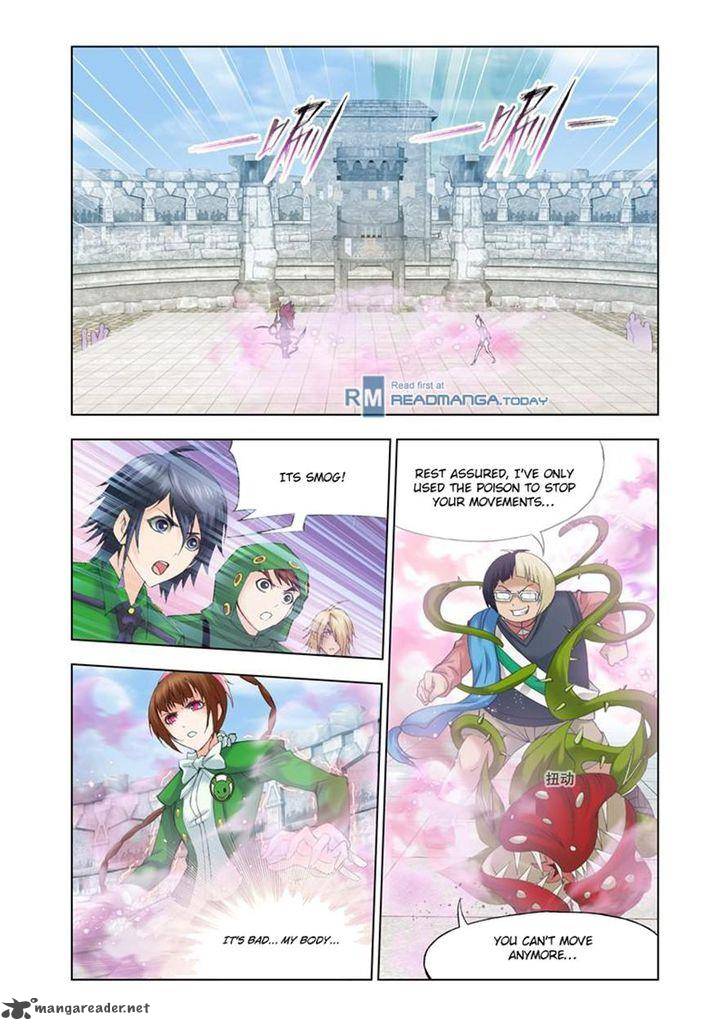 一唰 一唰一
Read first at
RM READMANGA.TODAY
ITS SMOG!
REST ASSURED, I'VE ONLY
USED THE POISON TO STOP
YOUR MOVEMENTS...
IT'S BAD... MY BODY...
扭动
YOU CAN'T MOVE
ANYMORE...
mangareader.net